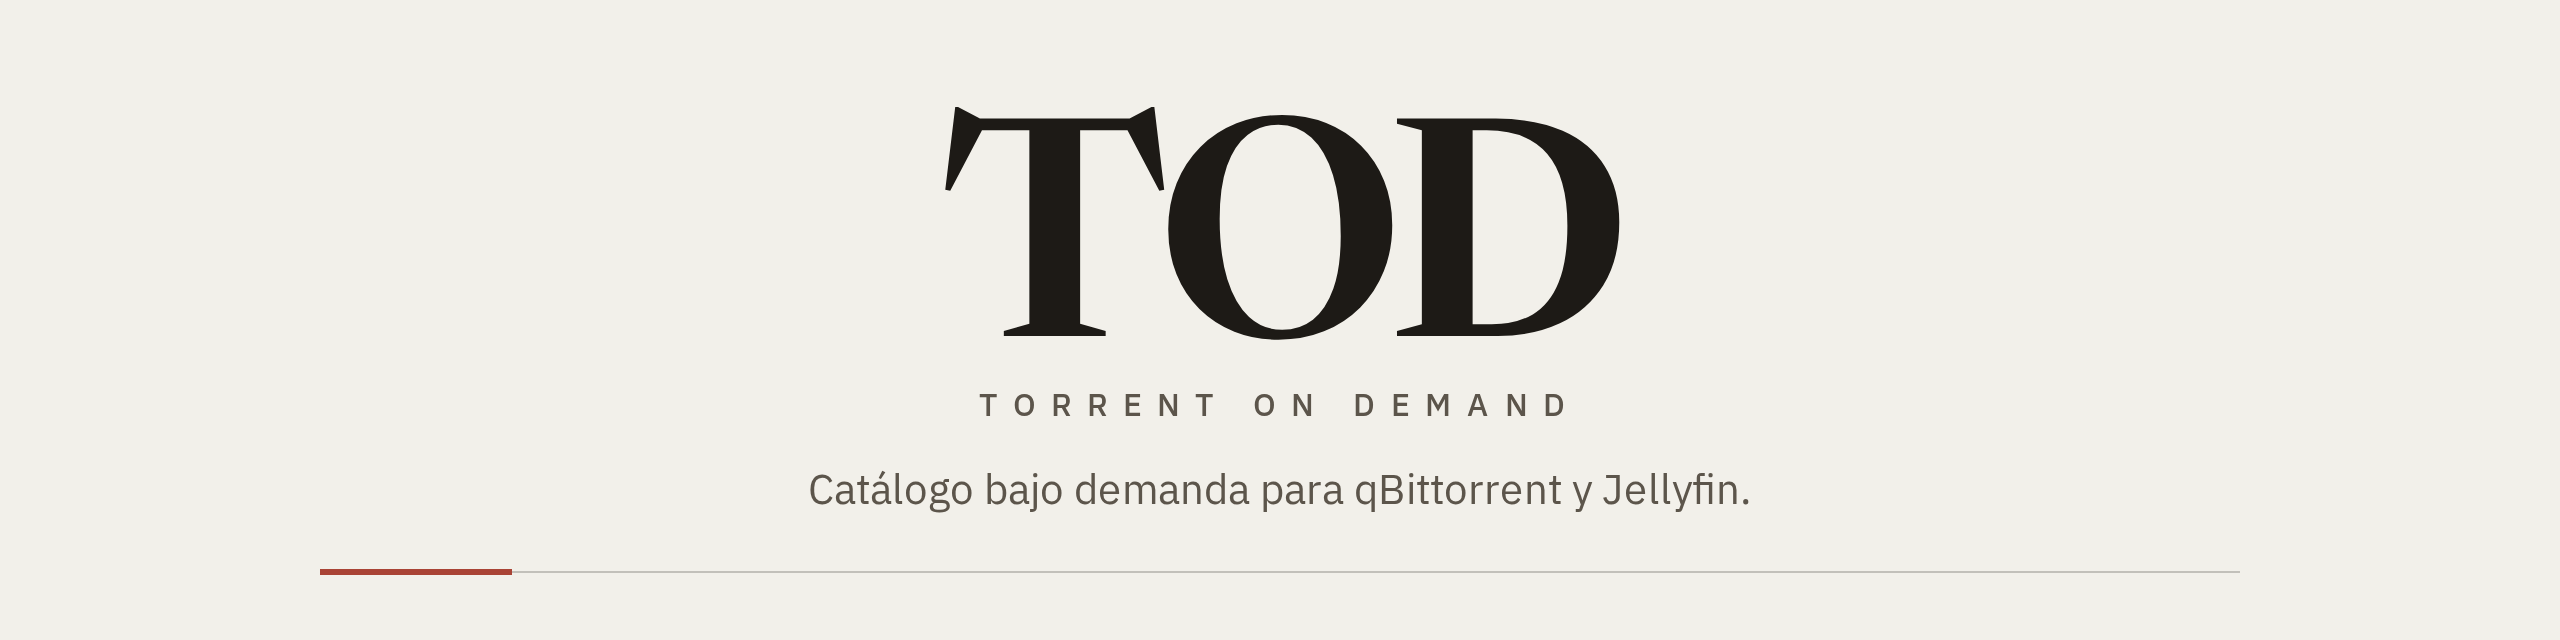 TOD
TORRENT ON DEMAND
Catálogo bajo demanda para qBittorrent y Jellyfin.